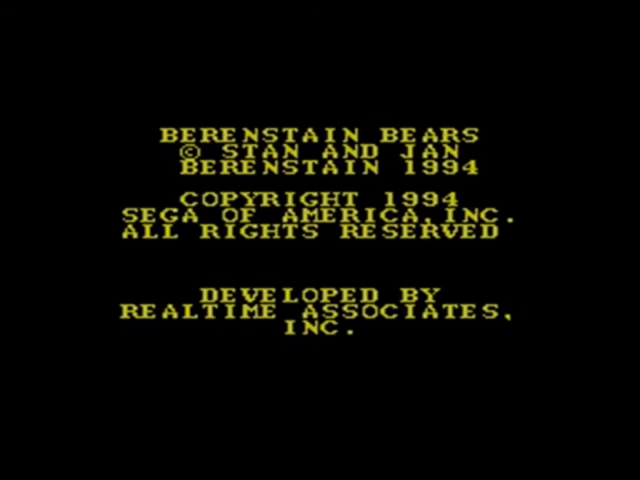 BERENSTAIN BEARS
© STAN AND JAN
BERENSTAIN 1994
COPYRIGHT 1994
SEGA OF AMERICA,INC.
ALL RIGHTS RESERVED
DEVELOPED BY
REALTIME ASSOCIATES,
INC.